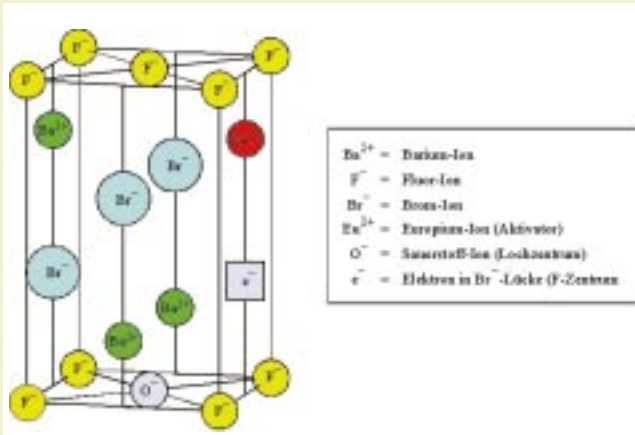 F⁻
F⁻
F⁻
F⁻
F⁻
Ba²⁺
Br⁻
Br⁻
Br⁻
e⁻
Ba²⁺
Ba²⁺
F⁻
F⁻
O⁻
F⁻
F⁻
Ba²⁺ = Barium-Ion
F⁻ = Fluor-Ion
Br⁻ = Brom-Ion
Eu²⁺ = Europium-Ion (Aktivator)
O⁻ = Sauerstoff-Ion (Lochzentrum)
e⁻ = Elektron in Br⁻-Lücke (F-Zentrum